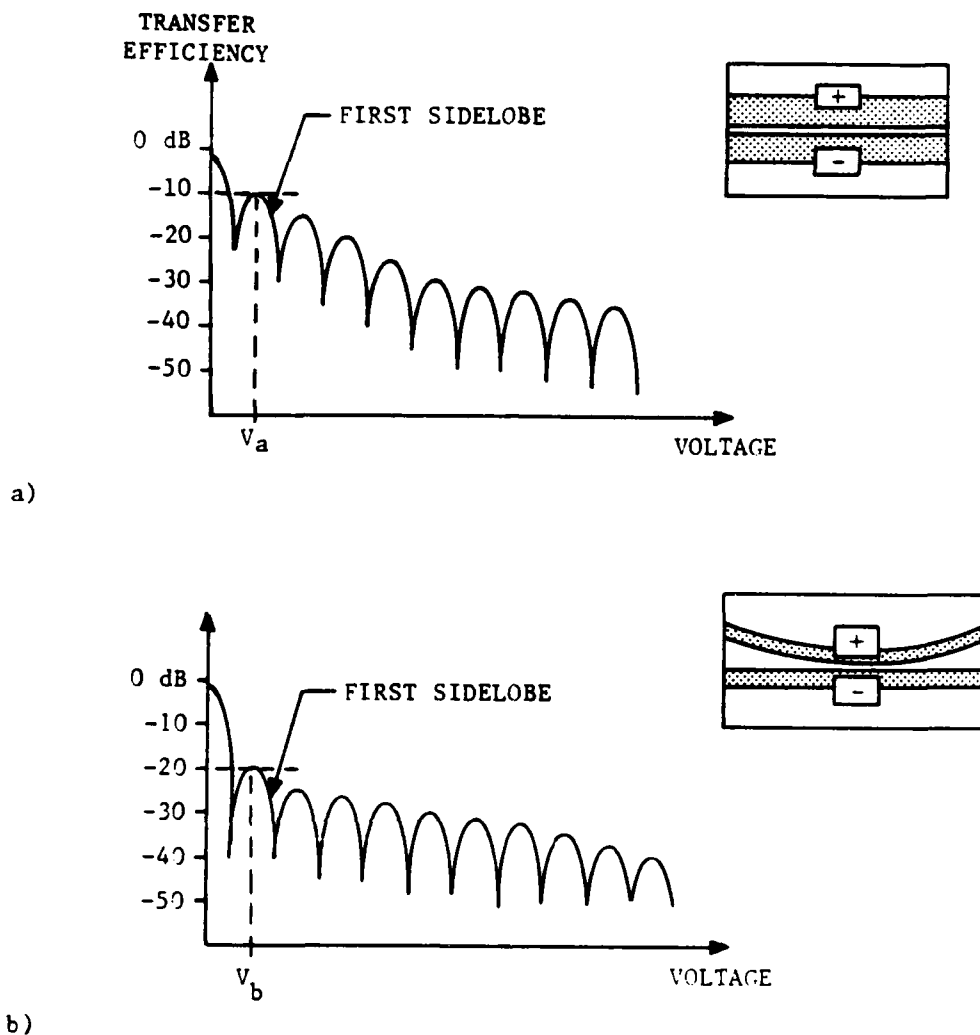 TRANSFER
EFFICIENCY
FIRST SIDELOBE
0 dB
-10
-20
-30
-40
-50
Va
VOLTAGE
+
-
a)
FIRST SIDELOBE
0 dB
-10
-20
-30
-40
-50
Vb
VOLTAGE
+
-
b)